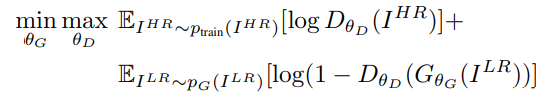 min max 𝔼_{I^{HR}∼p_{train}(I^{HR})}[log D_{θ_D}(I^{HR})]+
θ_G θ_D
𝔼_{I^{LR}∼p_G(I^{LR})}[log(1 − D_{θ_D}(G_{θ_G}(I^{LR})))]